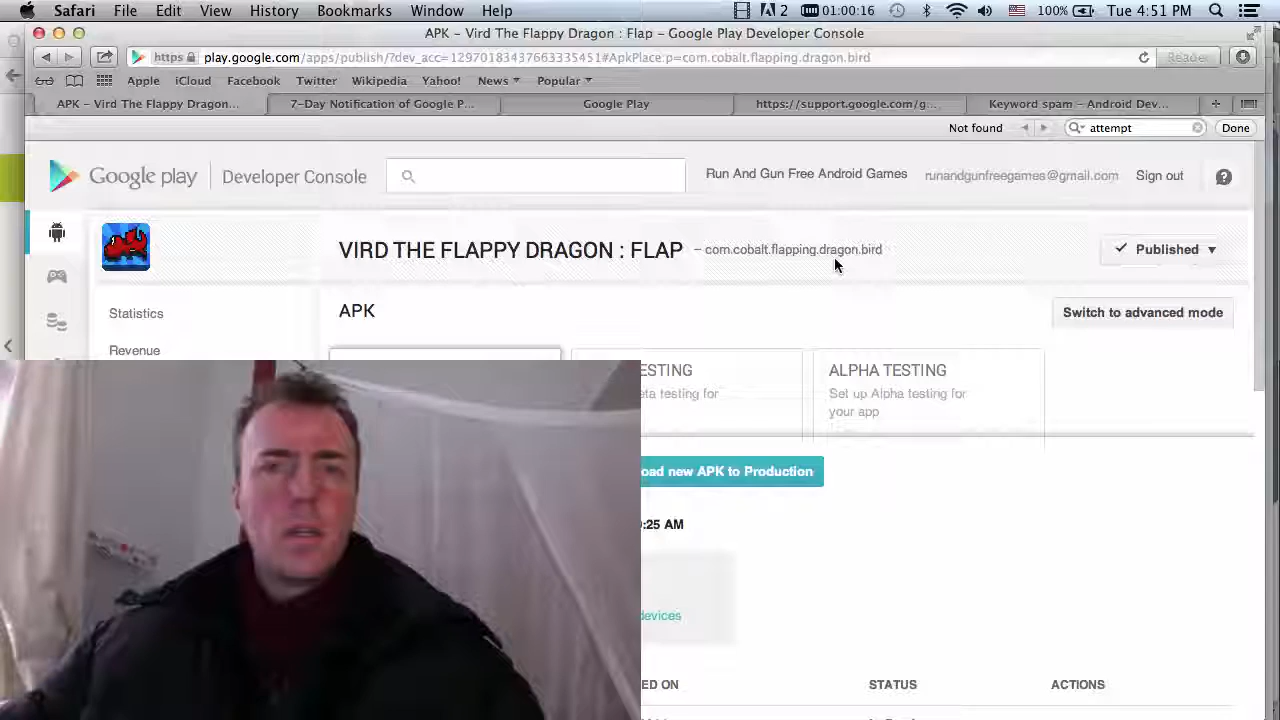 Safari File Edit View History Bookmarks Window Help 2 01:00:16 100% Tue 4:51 PM
APK – Vird The Flappy Dragon : Flap – Google Play Developer Console
https play.google.com/apps/publish/?dev_acc=12970183437663335451#ApkPlace:p=com.cobalt.flapping.dragon.bird Reader
Apple iCloud Facebook Twitter Wikipedia Yahoo! News Popular
APK – Vird The Flappy Dragon... 7-Day Notification of Google P... Google Play https://support.google.com/g... Keyword spam – Android Dev...
Not found attempt Done
Google play Developer Console Run And Gun Free Android Games runandgunfreegames@gmail.com Sign out
VIRD THE FLAPPY DRAGON : FLAP – com.cobalt.flapping.dragon.bird Published
Statistics APK Switch to advanced mode
Revenue
ESTING ALPHA TESTING
eta testing for Set up Alpha testing for
your app
oad new APK to Production
:25 AM
devices
ED ON STATUS ACTIONS